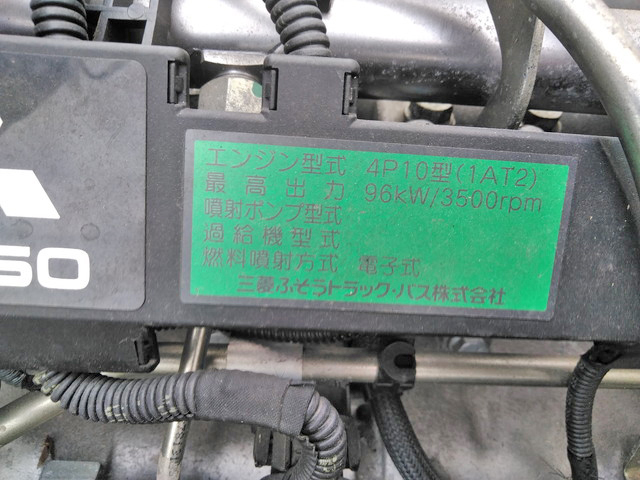 エンジン型式 4P10型(1AT2)
最高出力 96kW/3500rpm
噴射ポンプ型式
過給機型式
燃料噴射方式 電子式
三菱ふそうトラック・バス株式会社